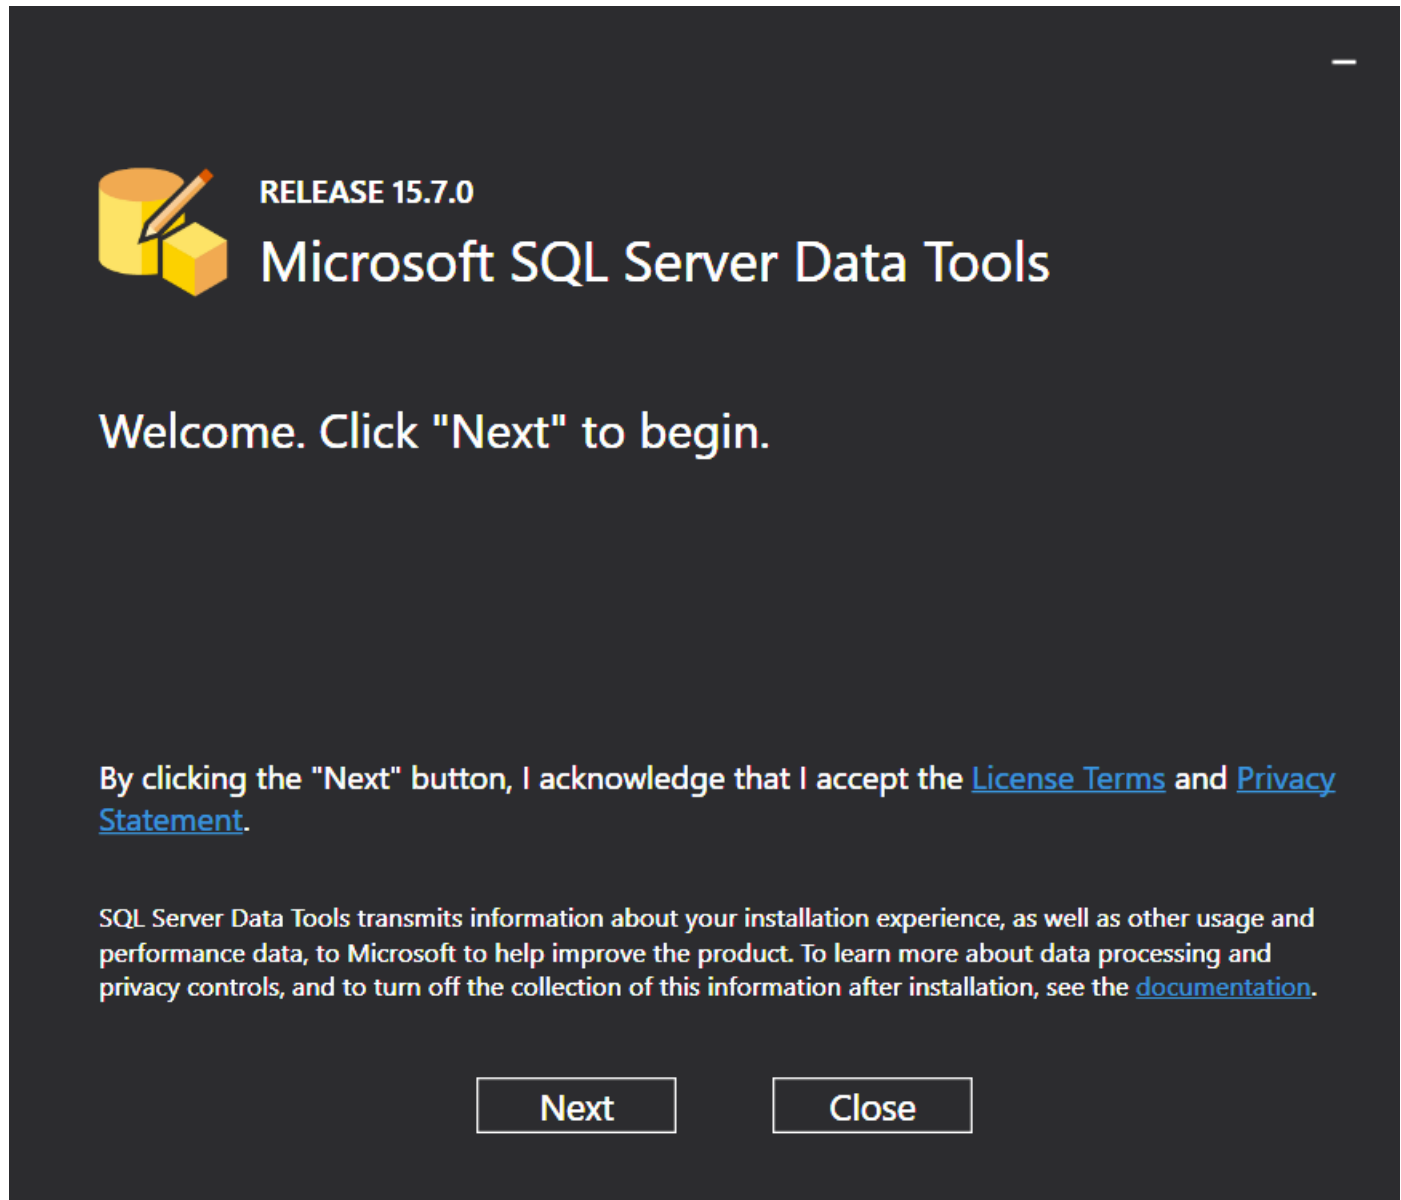 RELEASE 15.7.0
Microsoft SQL Server Data Tools
Welcome. Click "Next" to begin.
By clicking the "Next" button, I acknowledge that I accept the License Terms and Privacy
Statement.
SQL Server Data Tools transmits information about your installation experience, as well as other usage and
performance data, to Microsoft to help improve the product. To learn more about data processing and
privacy controls, and to turn off the collection of this information after installation, see the documentation.
Next Close